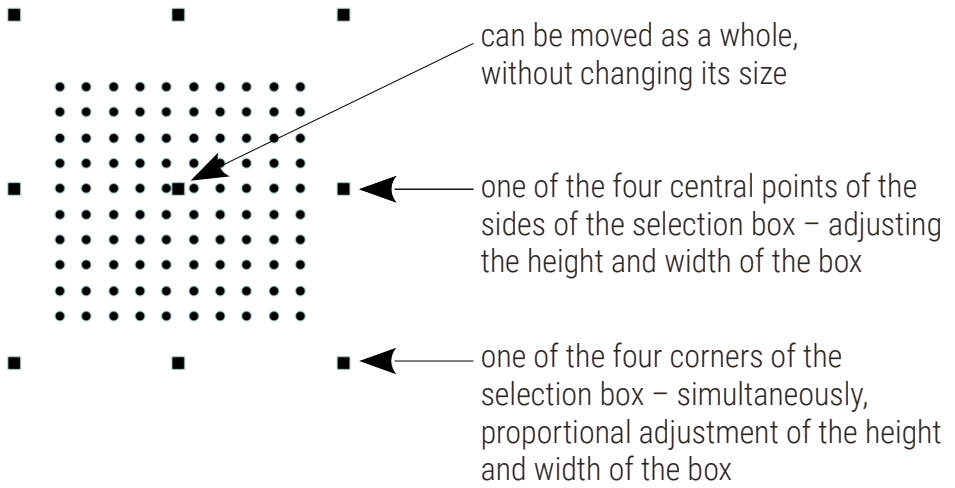 can be moved as a whole,
without changing its size
one of the four central points of the
sides of the selection box – adjusting
the height and width of the box
one of the four corners of the
selection box – simultaneously,
proportional adjustment of the height
and width of the box